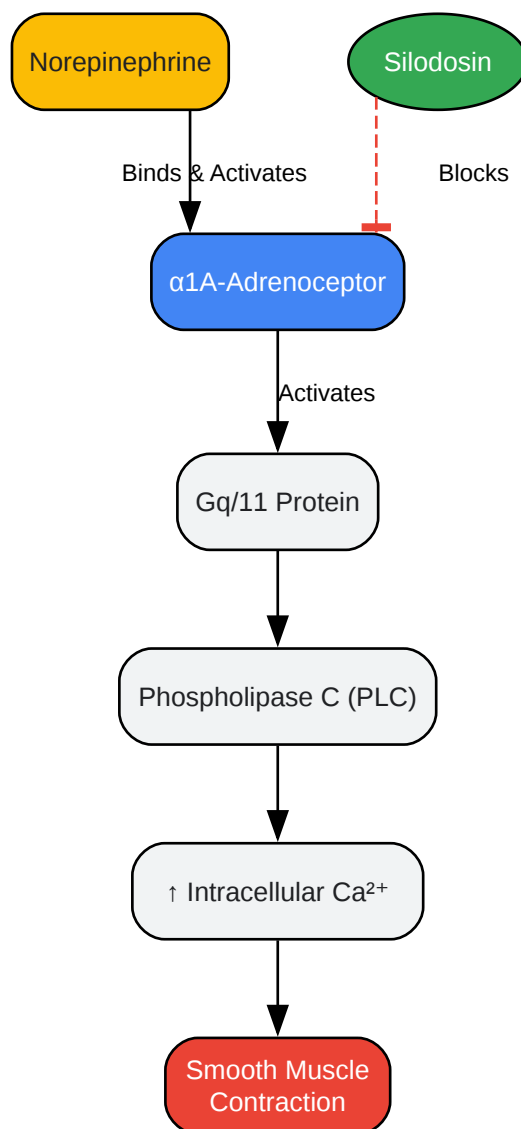 Norepinephrine
Silodosin
Binds & Activates
Blocks
α1A-Adrenoceptor
Activates
Gq/11 Protein
Phospholipase C (PLC)
↑ Intracellular Ca²⁺
Smooth Muscle
Contraction